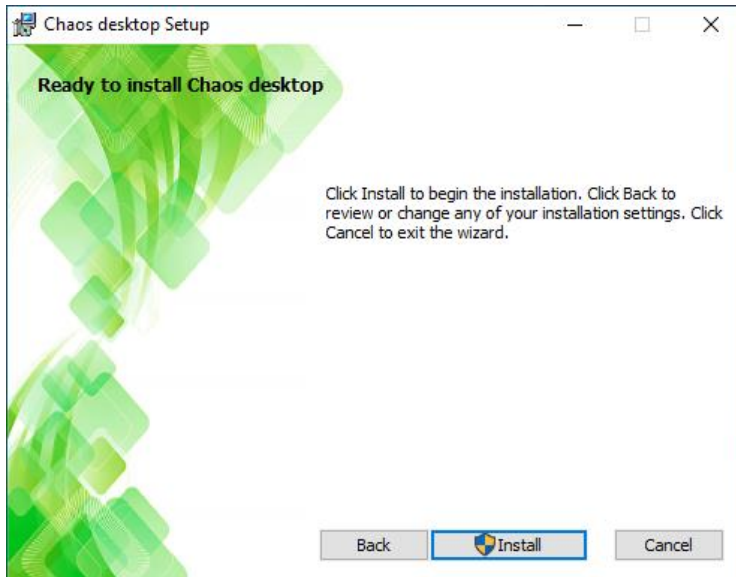 Chaos desktop Setup
Ready to install Chaos desktop
Click Install to begin the installation. Click Back to
review or change any of your installation settings. Click
Cancel to exit the wizard.
Back Install Cancel